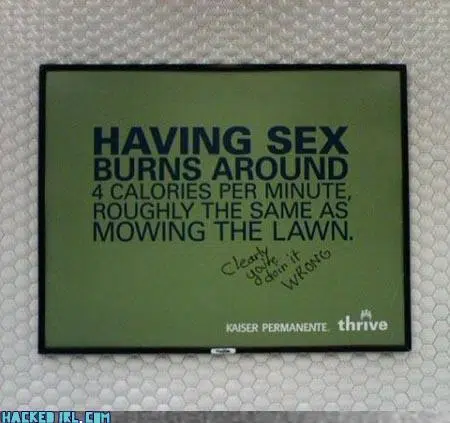 HAVING SEX
BURNS AROUND
4 CALORIES PER MINUTE,
ROUGHLY THE SAME AS
MOWING THE LAWN.
Clearly
you're
doin it
WRONG
KAISER PERMANENTE. thrive
HACKED IRL.COM